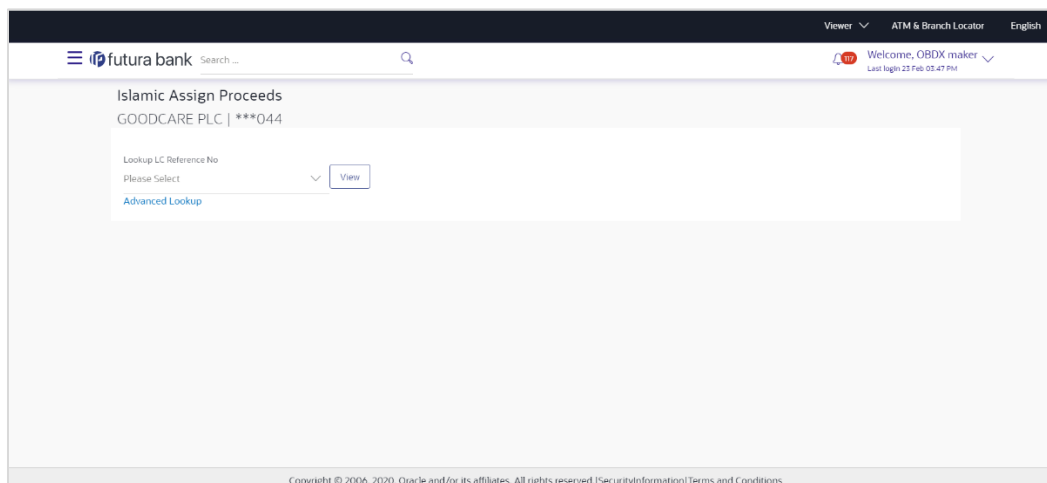 Viewer ATM & Branch Locator English
futura bank Search ... 117 Welcome, OBDX maker
Last login 23 Feb 03:47 PM
Islamic Assign Proceeds
GOODCARE PLC | ***044
Lookup LC Reference No
Please Select View
Advanced Lookup
Copyright © 2006, 2020, Oracle and/or its affiliates. All rights reserved.|SecurityInformation|Terms and Conditions